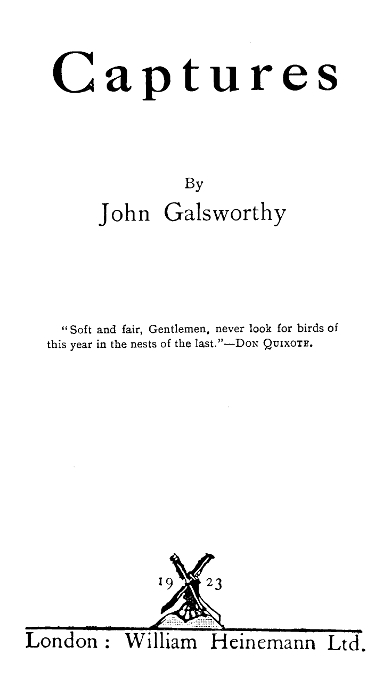 Captures
By
John Galsworthy
"Soft and fair, Gentlemen, never look for birds of
this year in the nests of the last."—DON QUIXOTE.
19 23
London: William Heinemann Ltd.